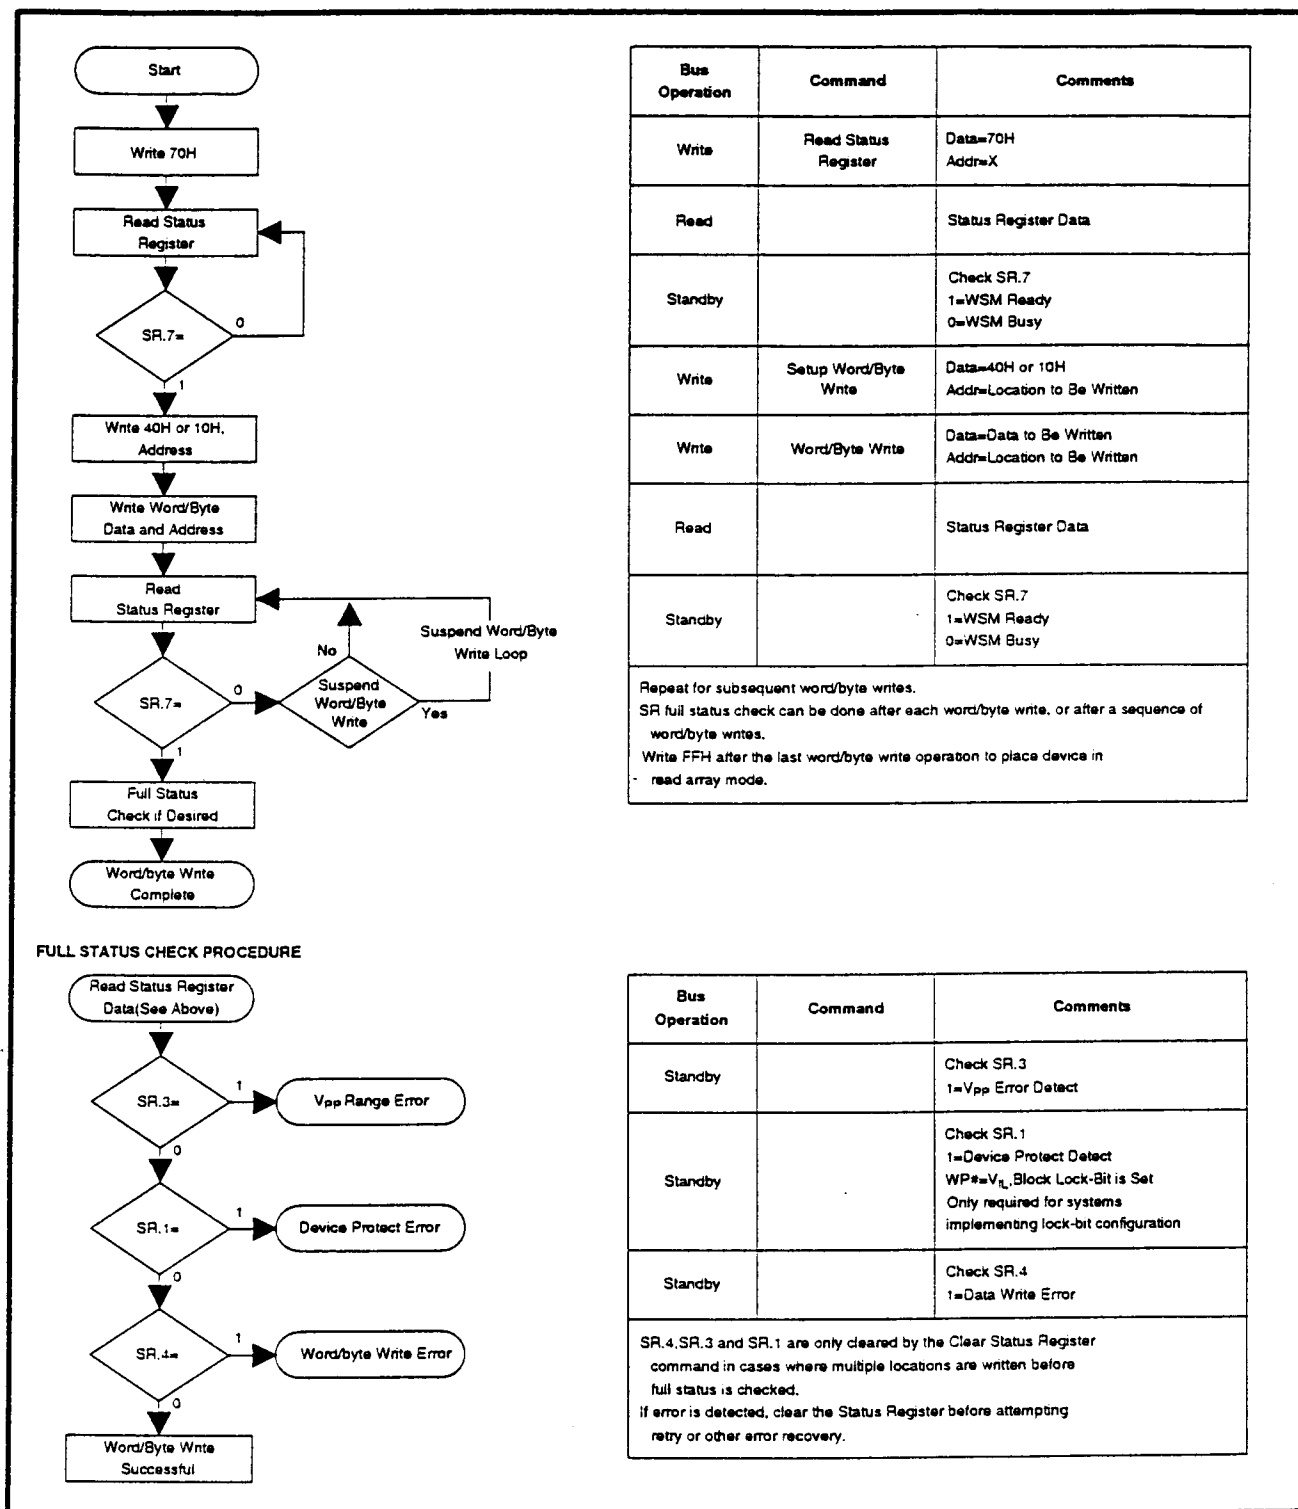 Start
Write 70H
Read Status
Register
SR.7=
0
1
Write 40H or 10H,
Address
Write Word/Byte
Data and Address
Read
Status Register
SR.7=
0
1
No
Suspend
Word/Byte
Write
Yes
Suspend Word/Byte
Write Loop
Full Status
Check if Desired
Word/byte Write
Complete
Bus
Operation
Command
Comments
Write
Read Status
Register
Data=70H
Addr=X
Read
Status Register Data
Standby
Check SR.7
1=WSM Ready
0=WSM Busy
Write
Setup Word/Byte
Write
Data=40H or 10H
Addr=Location to Be Written
Write
Word/Byte Write
Data=Data to Be Written
Addr=Location to Be Written
Read
Status Register Data
Standby
Check SR.7
1=WSM Ready
0=WSM Busy
Repeat for subsequent word/byte writes.
SR full status check can be done after each word/byte write, or after a sequence of
word/byte writes.
Write FFH after the last word/byte write operation to place device in
read array mode.
FULL STATUS CHECK PROCEDURE
Read Status Register
Data(See Above)
SR.3=
1
VPP Range Error
0
SR.1=
1
Device Protect Error
0
SR.4=
1
Word/byte Write Error
0
Word/Byte Write
Successful
Bus
Operation
Command
Comments
Standby
Check SR.3
1=VPP Error Detect
Standby
Check SR.1
1=Device Protect Detect
WP#=VIL,Block Lock-Bit is Set
Only required for systems
implementing lock-bit configuration
Standby
Check SR.4
1=Data Write Error
SR.4,SR.3 and SR.1 are only cleared by the Clear Status Register
command in cases where multiple locations are written before
full status is checked.
If error is detected, clear the Status Register before attempting
retry or other error recovery.